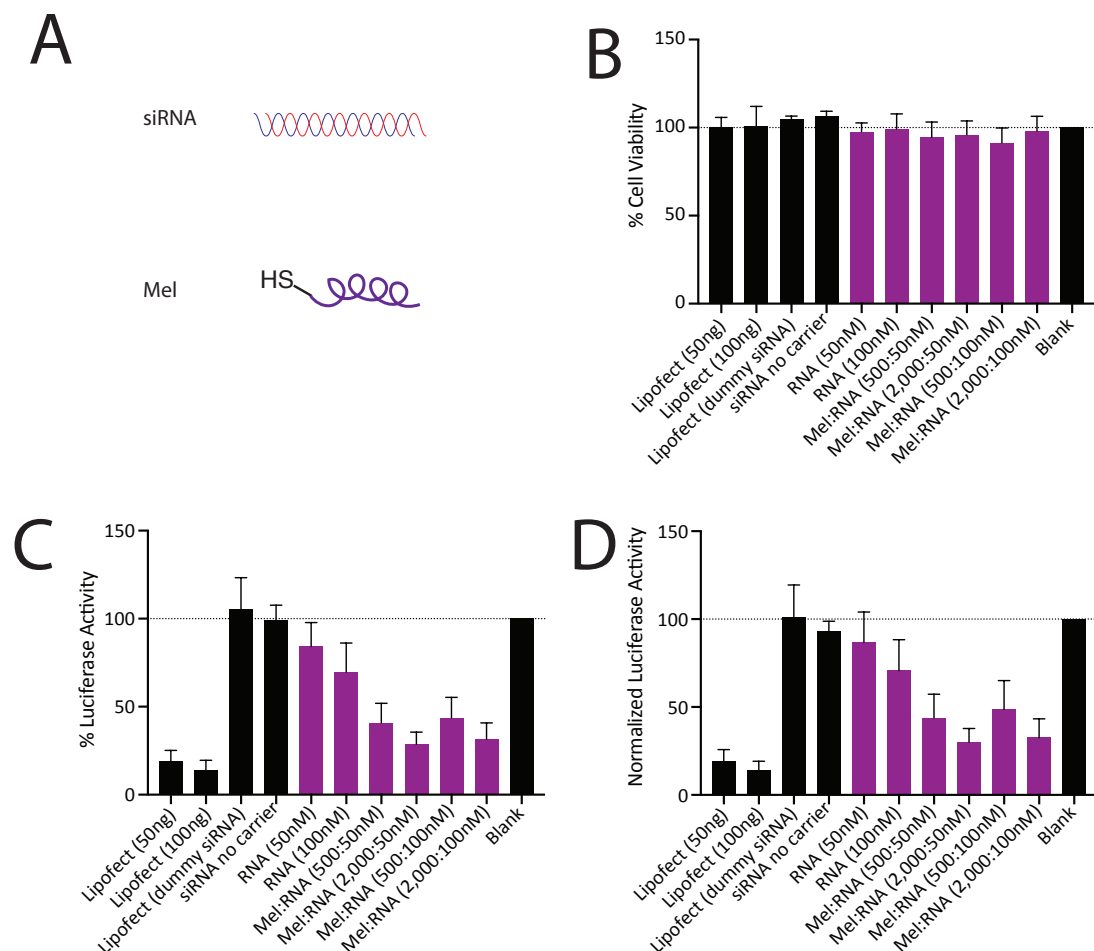 A
siRNA
Mel
HS
B
% Cell Viability
150
100
50
0
Lipofect (50ng)
Lipofect (100ng)
Lipofect (dummy siRNA)
siRNA no carrier
RNA (50nM)
RNA (100nM)
Mel:RNA (500:50nM)
Mel:RNA (2,000:50nM)
Mel:RNA (500:100nM)
Mel:RNA (2,000:100nM)
Blank
C
% Luciferase Activity
150
100
50
0
Lipofect (50ng)
Lipofect (100ng)
Lipofect (dummy siRNA)
siRNA no carrier
RNA (50nM)
RNA (100nM)
Mel:RNA (500:50nM)
Mel:RNA (2,000:50nM)
Mel:RNA (500:100nM)
Mel:RNA (2,000:100nM)
Blank
D
Normalized Luciferase Activity
150
100
50
0
Lipofect (50ng)
Lipofect (100ng)
Lipofect (dummy siRNA)
siRNA no carrier
RNA (50nM)
RNA (100nM)
Mel:RNA (500:50nM)
Mel:RNA (2,000:50nM)
Mel:RNA (500:100nM)
Mel:RNA (2,000:100nM)
Blank